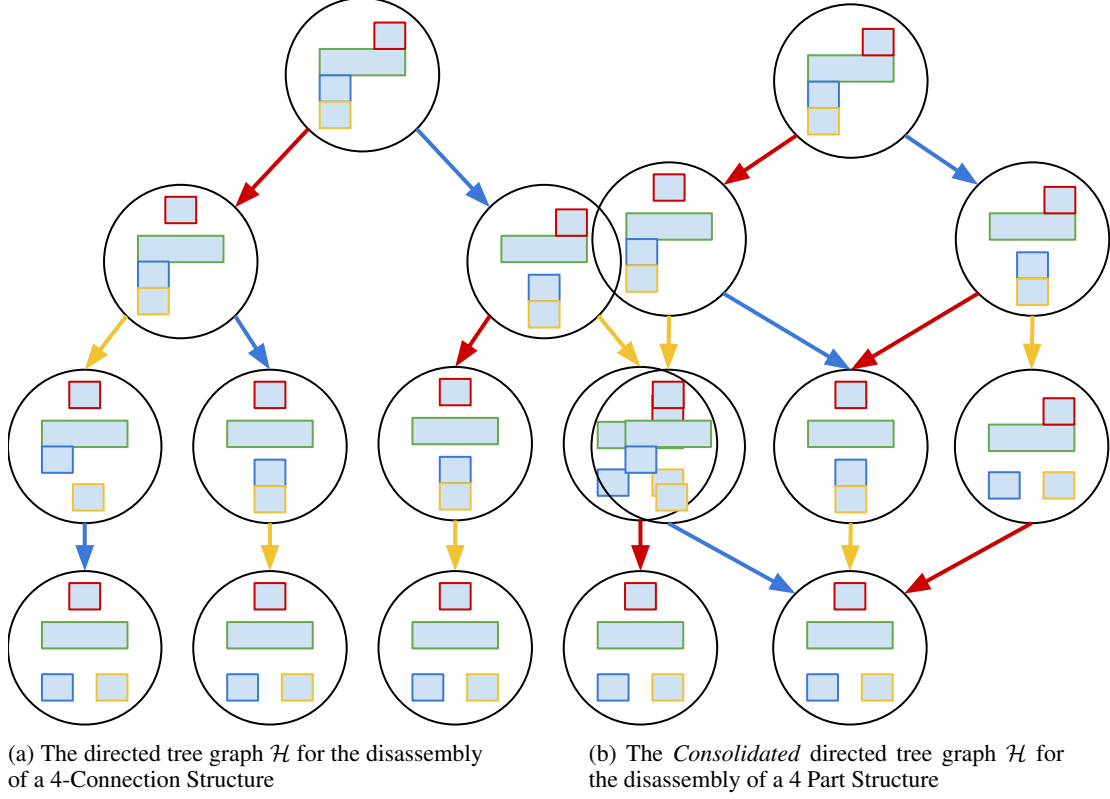 (a) The directed tree graph ℋ for the disassembly
of a 4-Connection Structure
(b) The Consolidated directed tree graph ℋ for
the disassembly of a 4 Part Structure